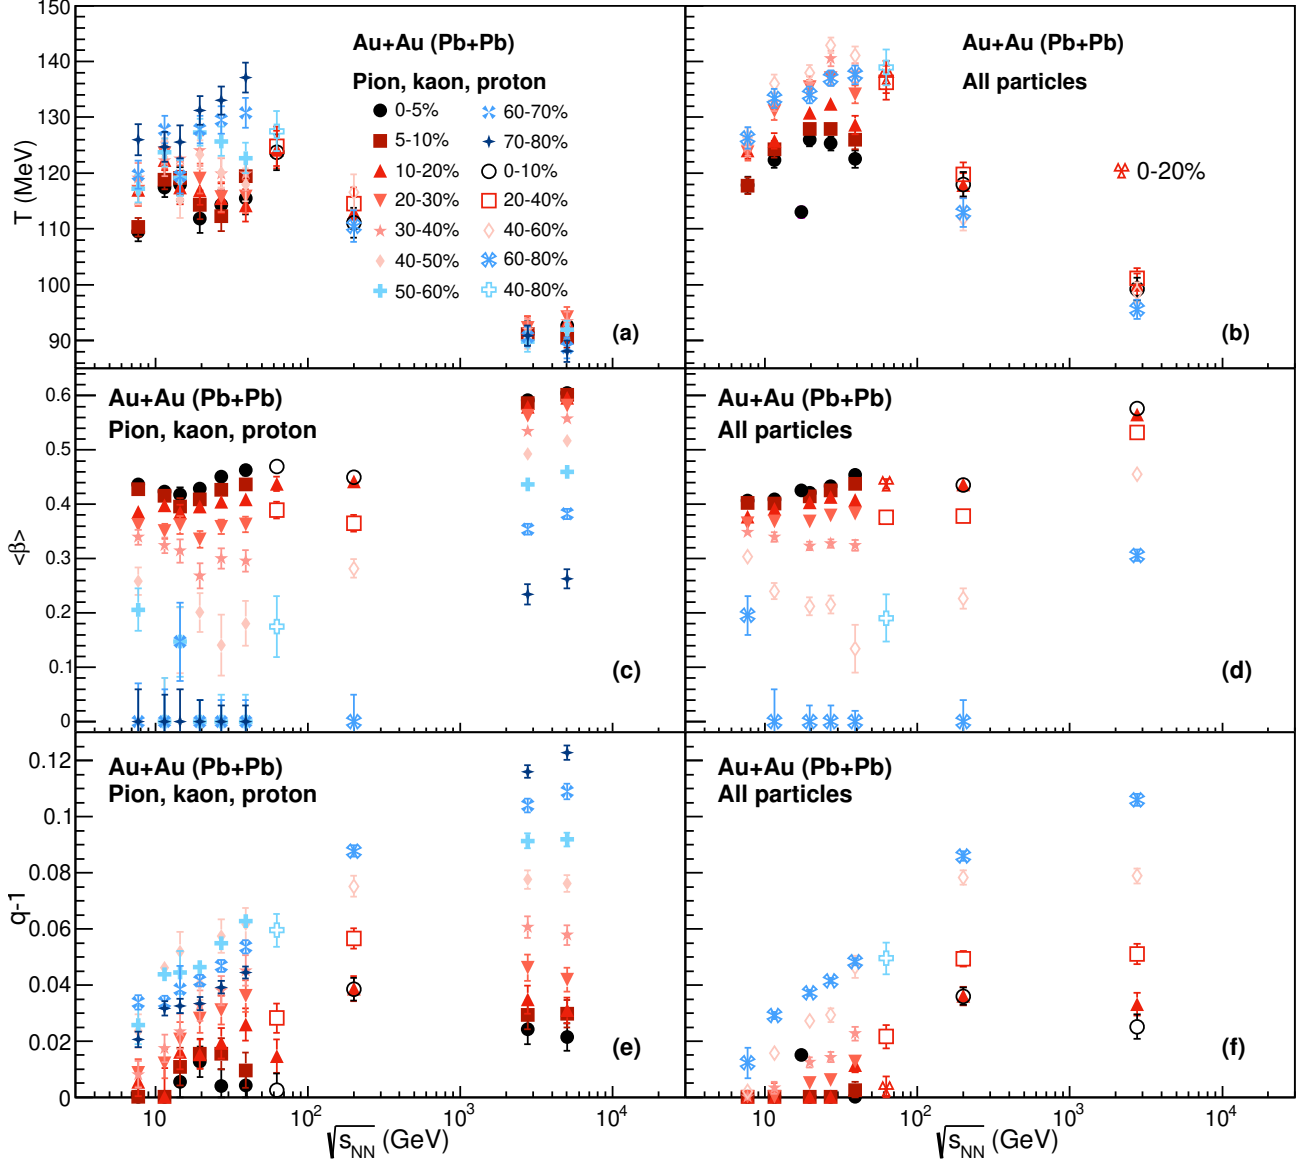 150
140
130
120
110
100
90
T (MeV)
Au+Au (Pb+Pb)
Pion, kaon, proton
0-5%
60-70%
5-10%
70-80%
10-20%
0-10%
20-30%
20-40%
30-40%
40-60%
40-50%
60-80%
50-60%
40-80%
(a)
Au+Au (Pb+Pb)
All particles
0-20%
(b)
0.6
0.5
0.4
0.3
0.2
0.1
0
<β>
Au+Au (Pb+Pb)
Pion, kaon, proton
(c)
Au+Au (Pb+Pb)
All particles
(d)
0.12
0.1
0.08
0.06
0.04
0.02
0
q-1
Au+Au (Pb+Pb)
Pion, kaon, proton
(e)
Au+Au (Pb+Pb)
All particles
(f)
10 10² 10³ 10⁴
10 10² 10³ 10⁴
√s_NN (GeV)
√s_NN (GeV)